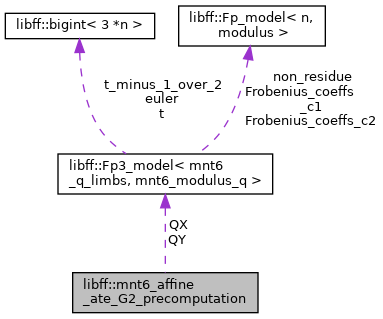 libff::bigint< 3 *n >
libff::Fp_model< n,
modulus >
t_minus_1_over_2
euler
t
non_residue
Frobenius_coeffs
_c1
Frobenius_coeffs_c2
libff::Fp3_model< mnt6
_q_limbs, mnt6_modulus_q >
QX
QY
libff::mnt6_affine
_ate_G2_precomputation